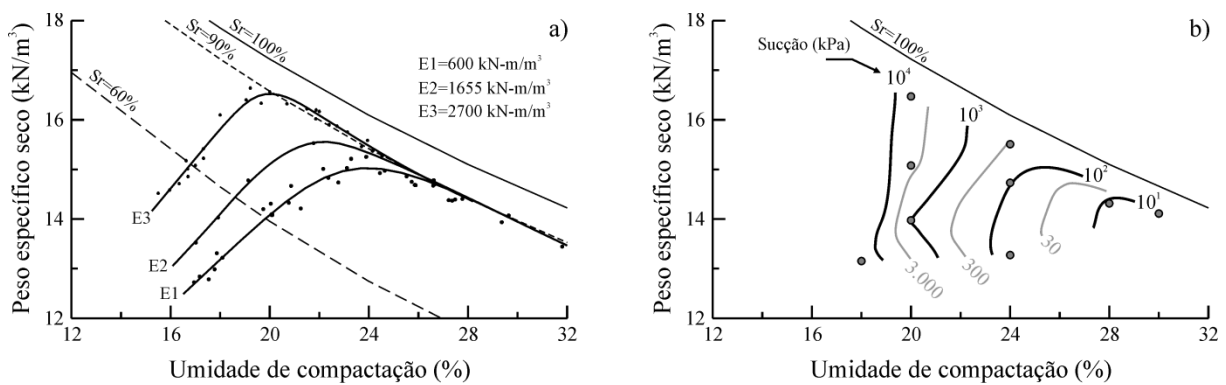 a)
Peso específico seco (kN/m³)
18
16
14
12
12 16 20 24 28 32
Umidade de compactação (%)
Sr=60%
Sr=90%
Sr=100%
E1=600 kN-m/m³
E2=1655 kN-m/m³
E3=2700 kN-m/m³
E3
E2
E1
b)
Peso específico seco (kN/m³)
18
16
14
12
12 16 20 24 28 32
Umidade de compactação (%)
Sr=100%
Sucção (kPa)
10⁴
10³
10²
10¹
3.000
300
30